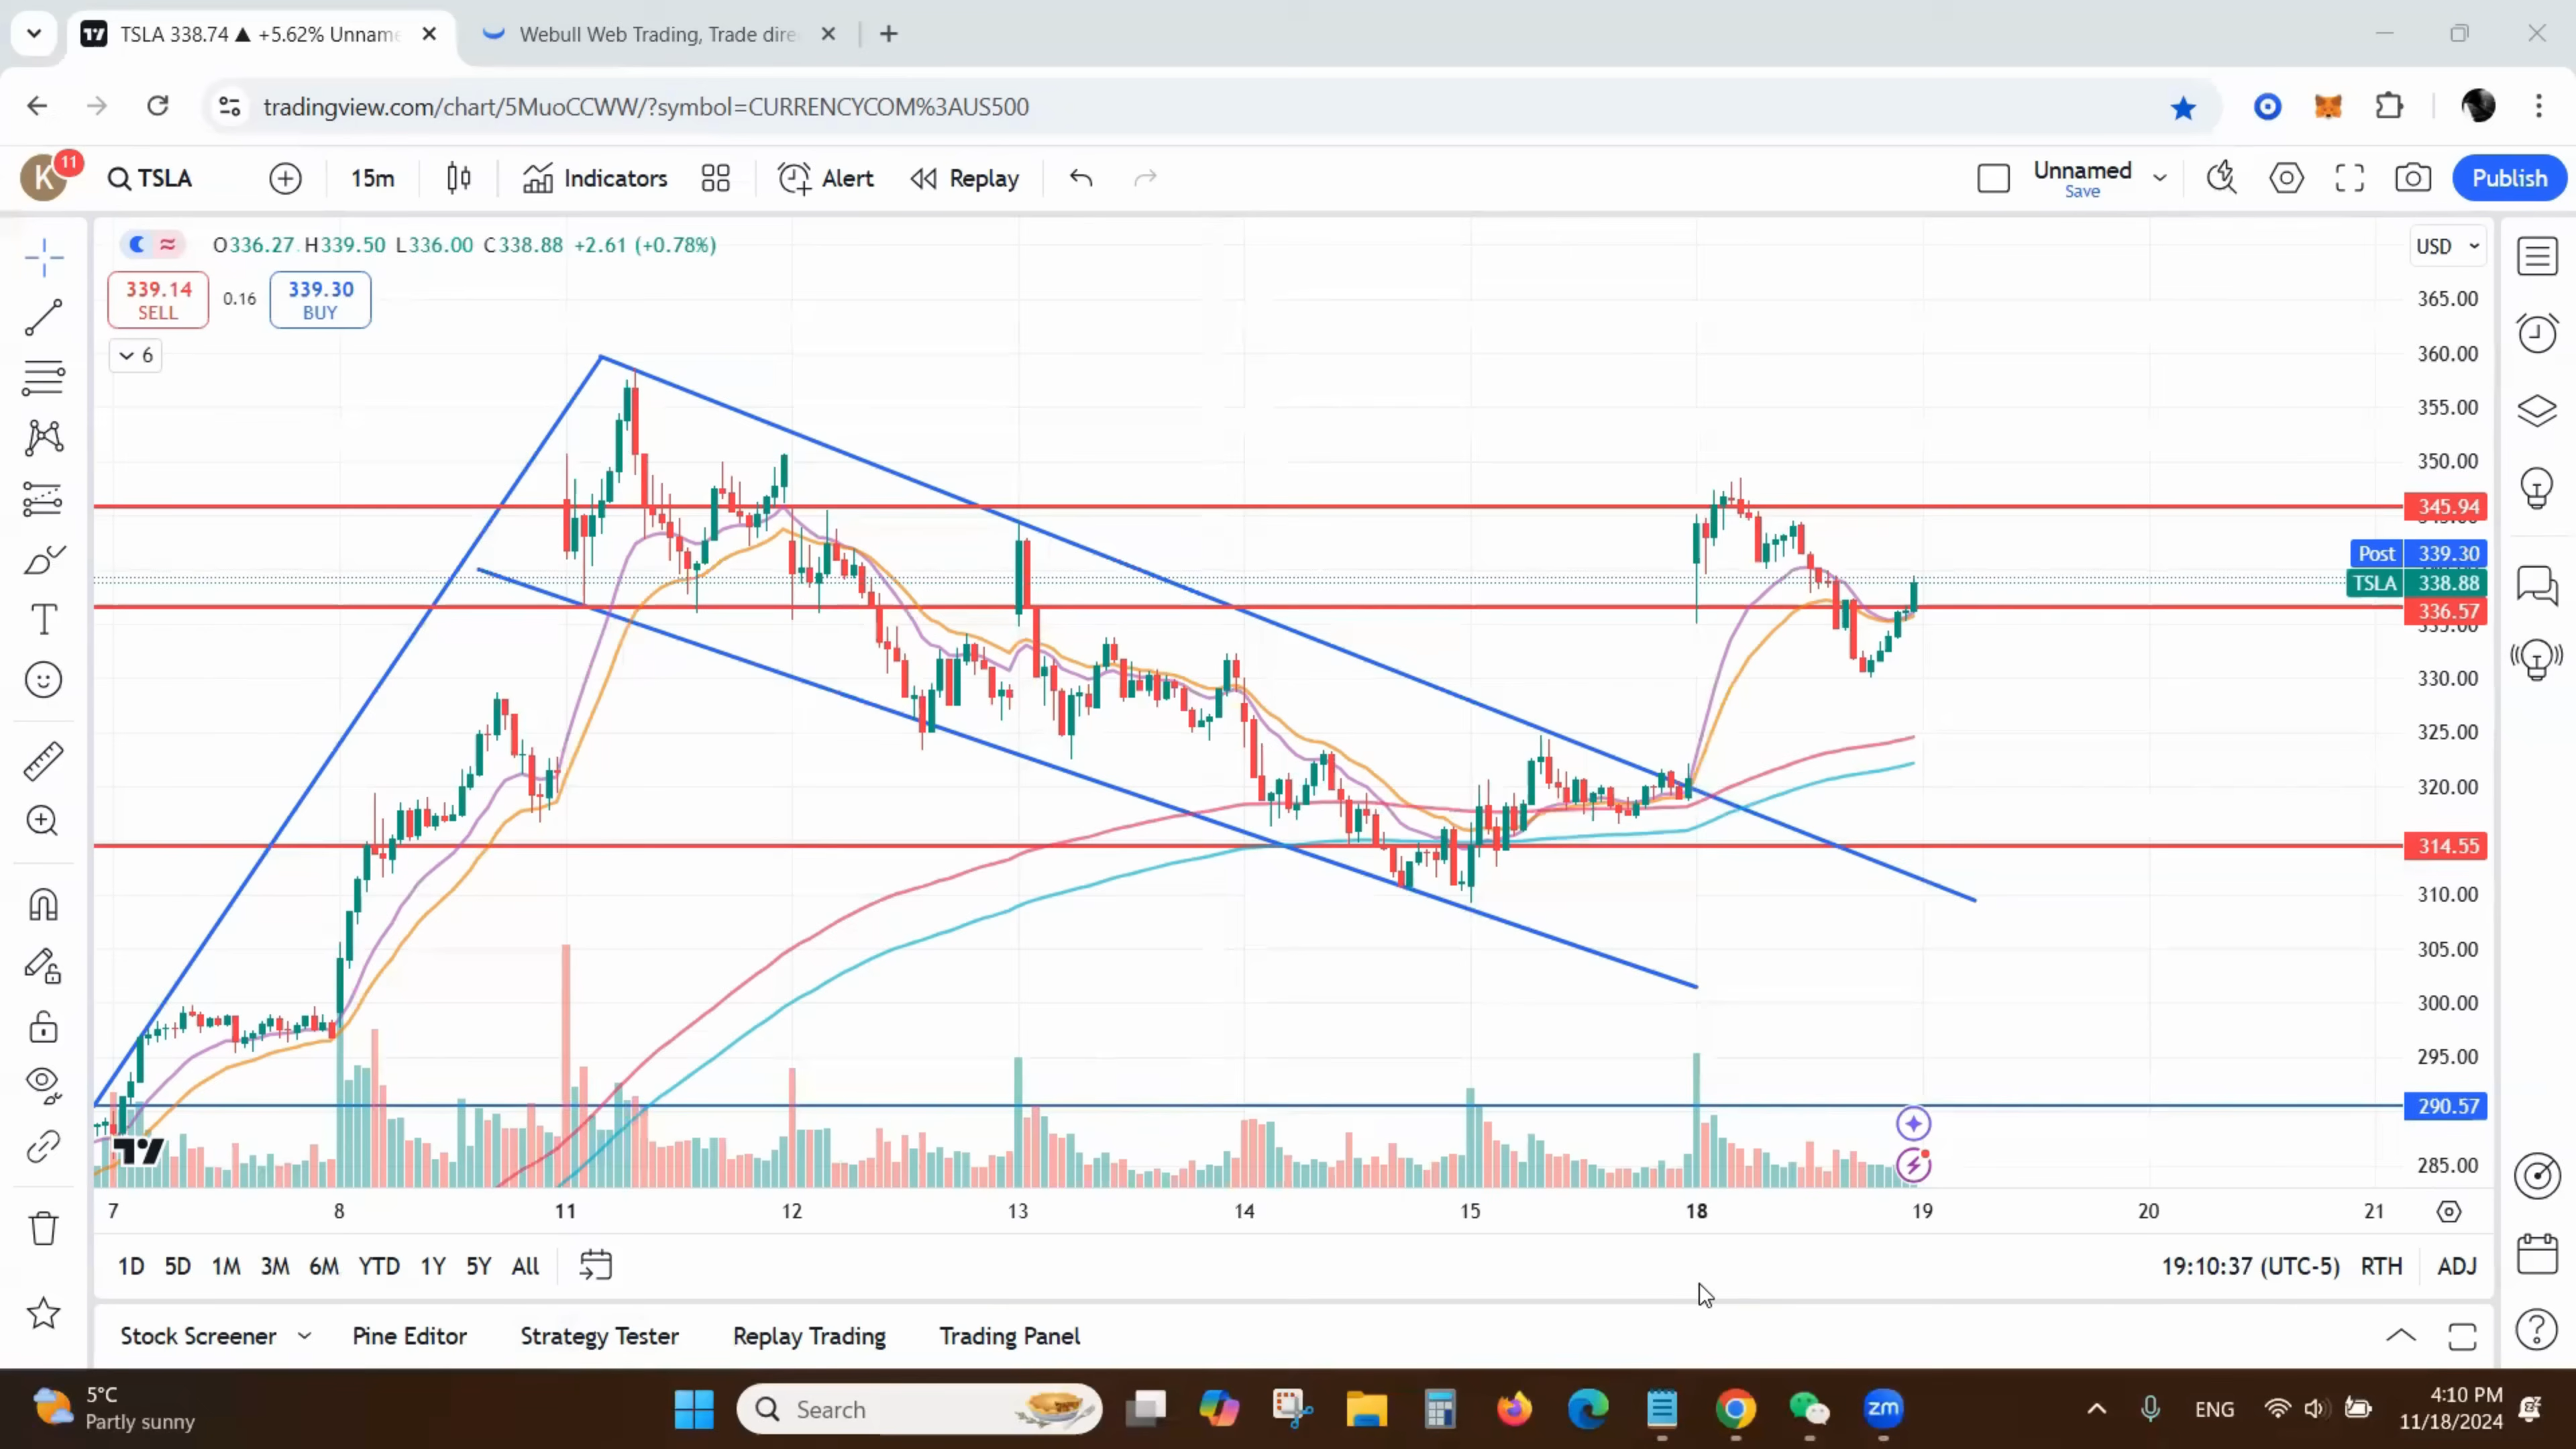 TSLA 338.74 ▲ +5.62% Unname
Webull Web Trading, Trade dire
tradingview.com/chart/5MuoCCWW/?symbol=CURRENCYCOM%3AUS500
K
11
TSLA
15m
Indicators
Alert
Replay
Unnamed
Save
Publish
O336.27 H339.50 L336.00 C338.88 +2.61 (+0.78%)
USD
339.14
SELL
0.16
339.30
BUY
6
365.00
360.00
355.00
350.00
345.94
Post 339.30
TSLA 338.88
336.57
330.00
325.00
320.00
314.55
310.00
305.00
300.00
295.00
290.57
285.00
7 8 11 12 13 14 15 18 19 20 21
1D 5D 1M 3M 6M YTD 1Y 5Y All
19:10:37 (UTC-5) RTH ADJ
Stock Screener Pine Editor Strategy Tester Replay Trading Trading Panel
5°C
Partly sunny
Search
zm
ENG
4:10 PM
11/18/2024